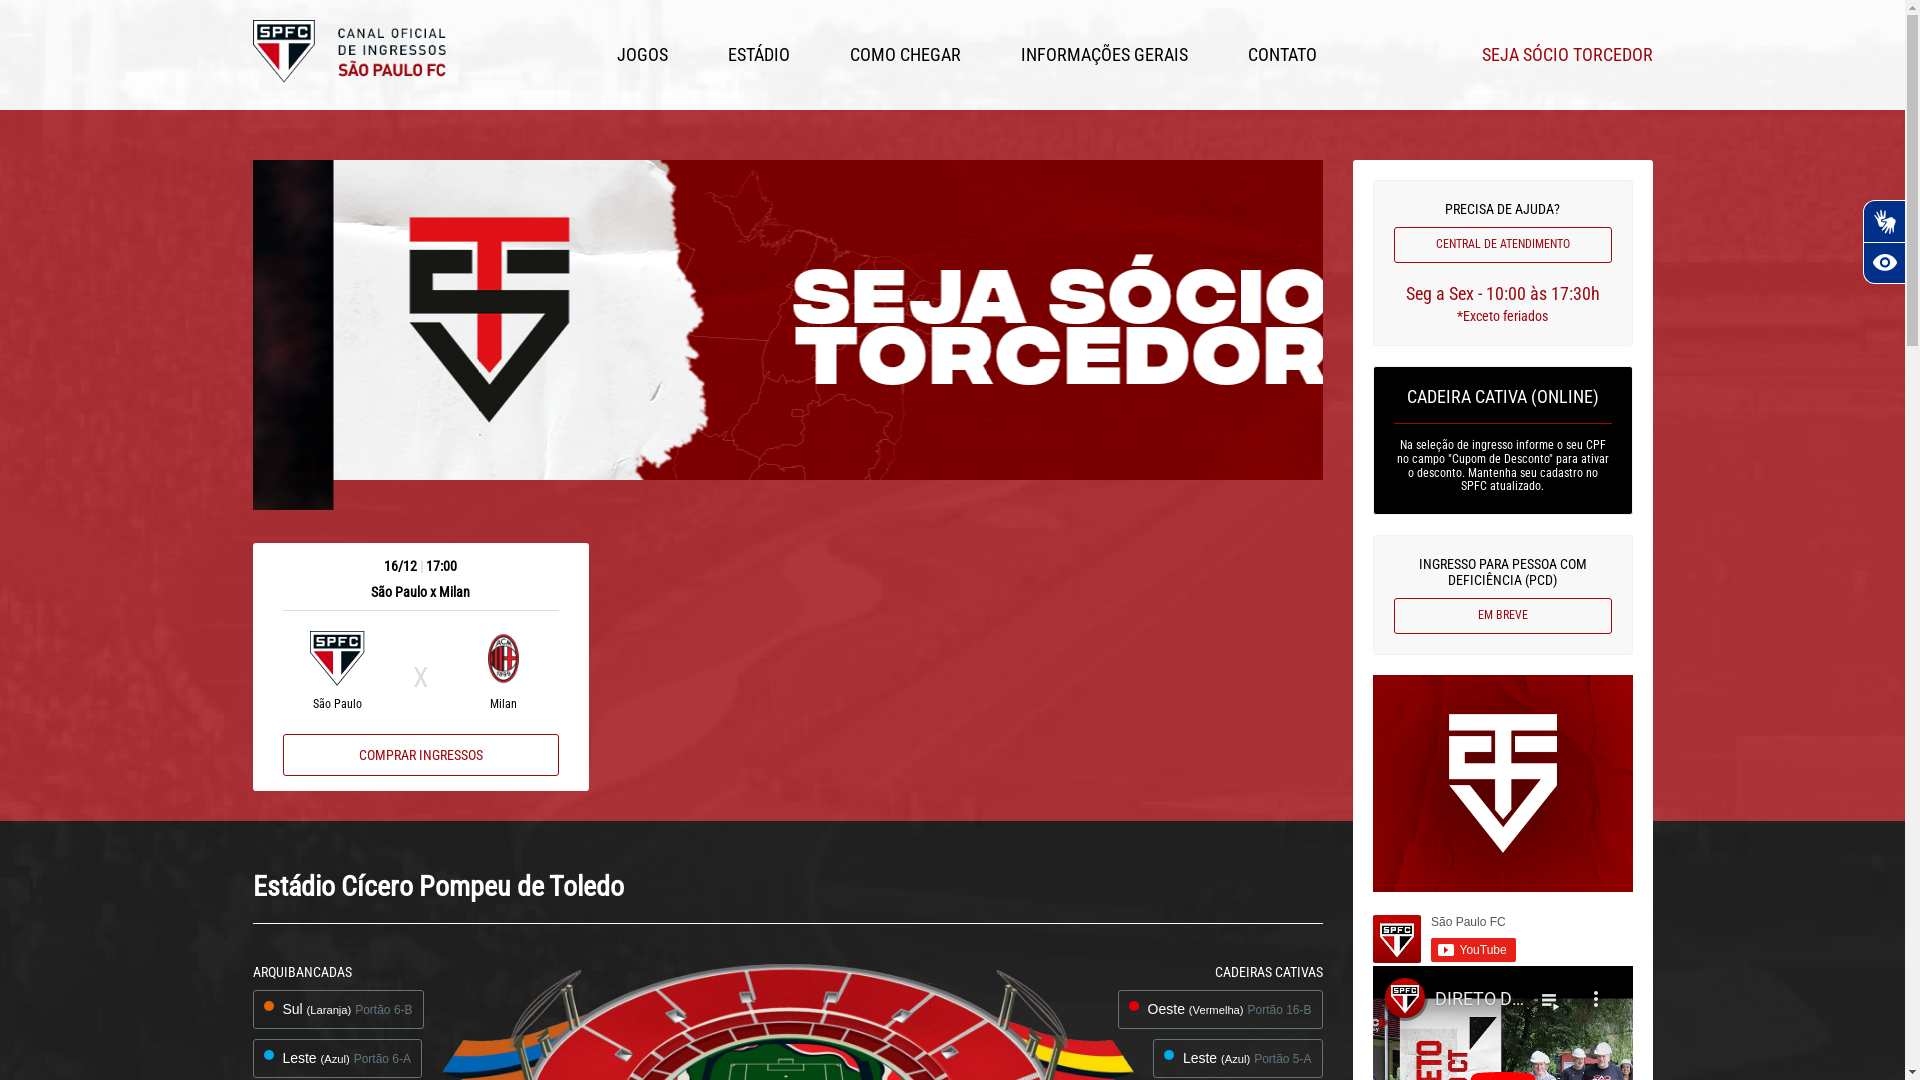 SPFC
CANAL OFICIAL
DE INGRESSOS
SÃO PAULO FC
JOGOS
ESTÁDIO
COMO CHEGAR
INFORMAÇÕES GERAIS
CONTATO
SEJA SÓCIO TORCEDOR
SEJA SÓCIO
TORCEDOR
PRECISA DE AJUDA?
CENTRAL DE ATENDIMENTO
Seg a Sex - 10:00 às 17:30h
*Exceto feriados
CADEIRA CATIVA (ONLINE)
Na seleção de ingresso informe o seu CPF
no campo "Cupom de Desconto" para ativar
o desconto. Mantenha seu cadastro no
SPFC atualizado.
INGRESSO PARA PESSOA COM
DEFICIÊNCIA (PCD)
EM BREVE
16/12 | 17:00
São Paulo x Milan
SPFC
X
São Paulo
Milan
COMPRAR INGRESSOS
Estádio Cícero Pompeu de Toledo
ARQUIBANCADAS
Sul (Laranja) Portão 6-B
Leste (Azul) Portão 6-A
CADEIRAS CATIVAS
Oeste (Vermelha) Portão 16-B
Leste (Azul) Portão 5-A
SPFC
São Paulo FC
YouTube
SPFC
DIRETO D...